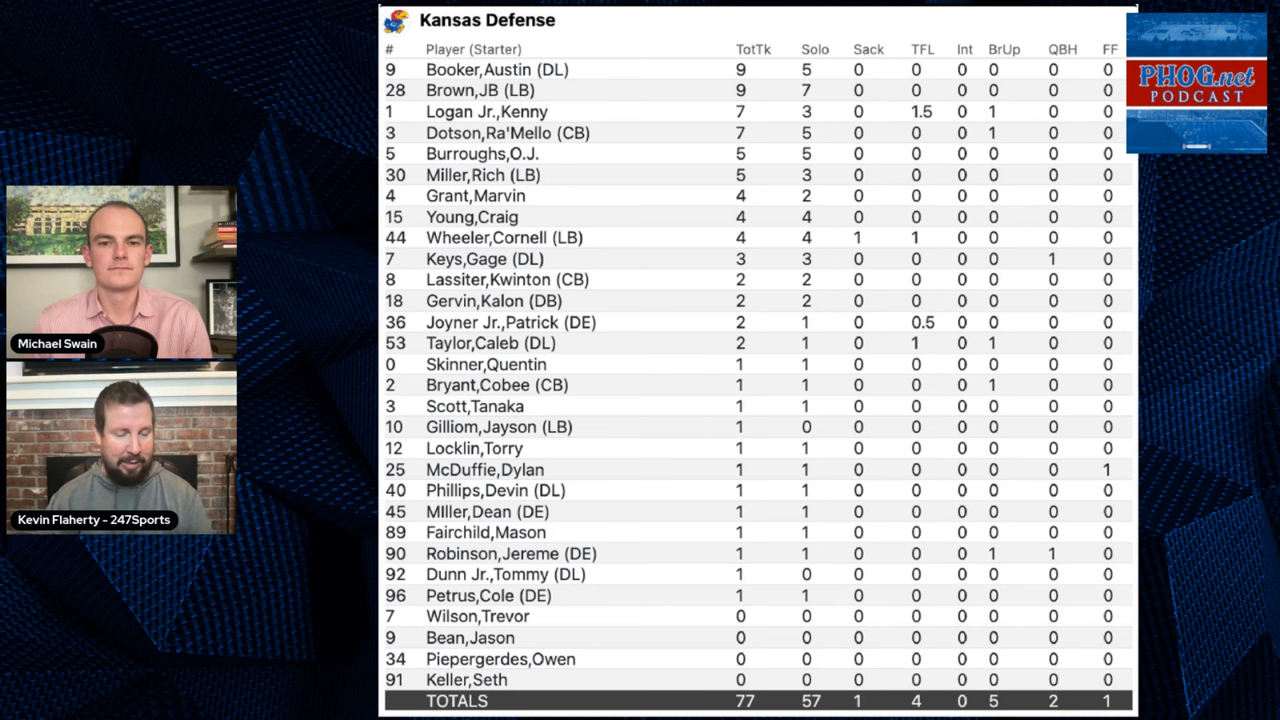 Kansas Defense
# Player (Starter) TotTk Solo Sack TFL Int BrUp QBH FF
9 Booker,Austin (DL) 9 5 0 0 0 0 0 0
28 Brown,JB (LB) 9 7 0 0 0 0 0 0
1 Logan Jr.,Kenny 7 3 0 1.5 0 1 0 0
3 Dotson,Ra'Mello (CB) 7 5 0 0 0 1 0 0
5 Burroughs,O.J. 5 5 0 0 0 0 0 0
30 Miller,Rich (LB) 5 3 0 0 0 0 0 0
4 Grant,Marvin 4 2 0 0 0 0 0 0
15 Young,Craig 4 4 0 0 0 0 0 0
44 Wheeler,Cornell (LB) 4 4 1 1 0 0 0 0
7 Keys,Gage (DL) 3 3 0 0 0 0 1 0
8 Lassiter,Kwinton (CB) 2 2 0 0 0 0 0 0
18 Gervin,Kalon (DB) 2 2 0 0 0 0 0 0
36 Joyner Jr.,Patrick (DE) 2 1 0 0.5 0 0 0 0
53 Taylor,Caleb (DL) 2 1 0 1 0 1 0 0
0 Skinner,Quentin 1 1 0 0 0 0 0 0
2 Bryant,Cobee (CB) 1 1 0 0 0 1 0 0
3 Scott,Tanaka 1 1 0 0 0 0 0 0
10 Gilliom,Jayson (LB) 1 0 0 0 0 0 0 0
12 Locklin,Torry 1 1 0 0 0 0 0 0
25 McDuffie,Dylan 1 1 0 0 0 0 0 1
40 Phillips,Devin (DL) 1 1 0 0 0 0 0 0
45 MIller,Dean (DE) 1 1 0 0 0 0 0 0
89 Fairchild,Mason 1 1 0 0 0 0 0 0
90 Robinson,Jereme (DE) 1 1 0 0 0 1 1 0
92 Dunn Jr.,Tommy (DL) 1 0 0 0 0 0 0 0
96 Petrus,Cole (DE) 1 1 0 0 0 0 0 0
7 Wilson,Trevor 0 0 0 0 0 0 0 0
9 Bean,Jason 0 0 0 0 0 0 0 0
34 Piepergerdes,Owen 0 0 0 0 0 0 0 0
91 Keller,Seth 0 0 0 0 0 0 0 0
TOTALS 77 57 1 4 0 5 2 1
PHOG.net
PODCAST
Michael Swain
Kevin Flaherty - 247Sports